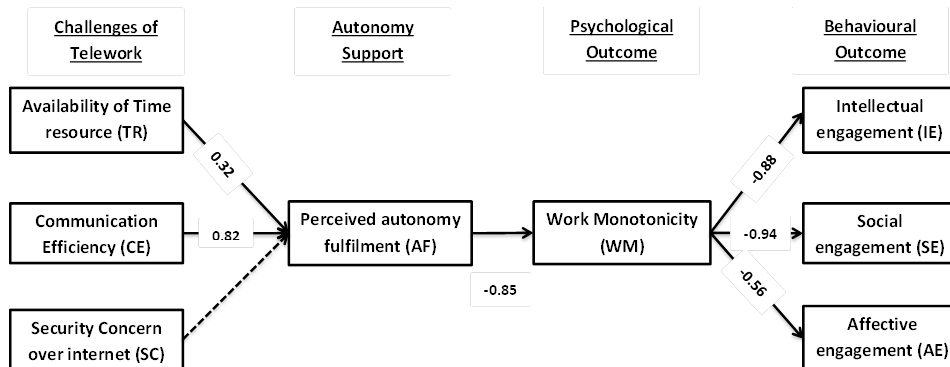 Challenges of
Telework
Autonomy
Support
Psychological
Outcome
Behavioural
Outcome
Availability of Time
resource (TR)
Communication
Efficiency (CE)
Security Concern
over internet (SC)
0.32
0.82
Perceived autonomy
fulfilment (AF)
-0.85
Work Monotonicity
(WM)
-0.88
-0.94
-0.56
Intellectual
engagement (IE)
Social
engagement (SE)
Affective
engagement (AE)